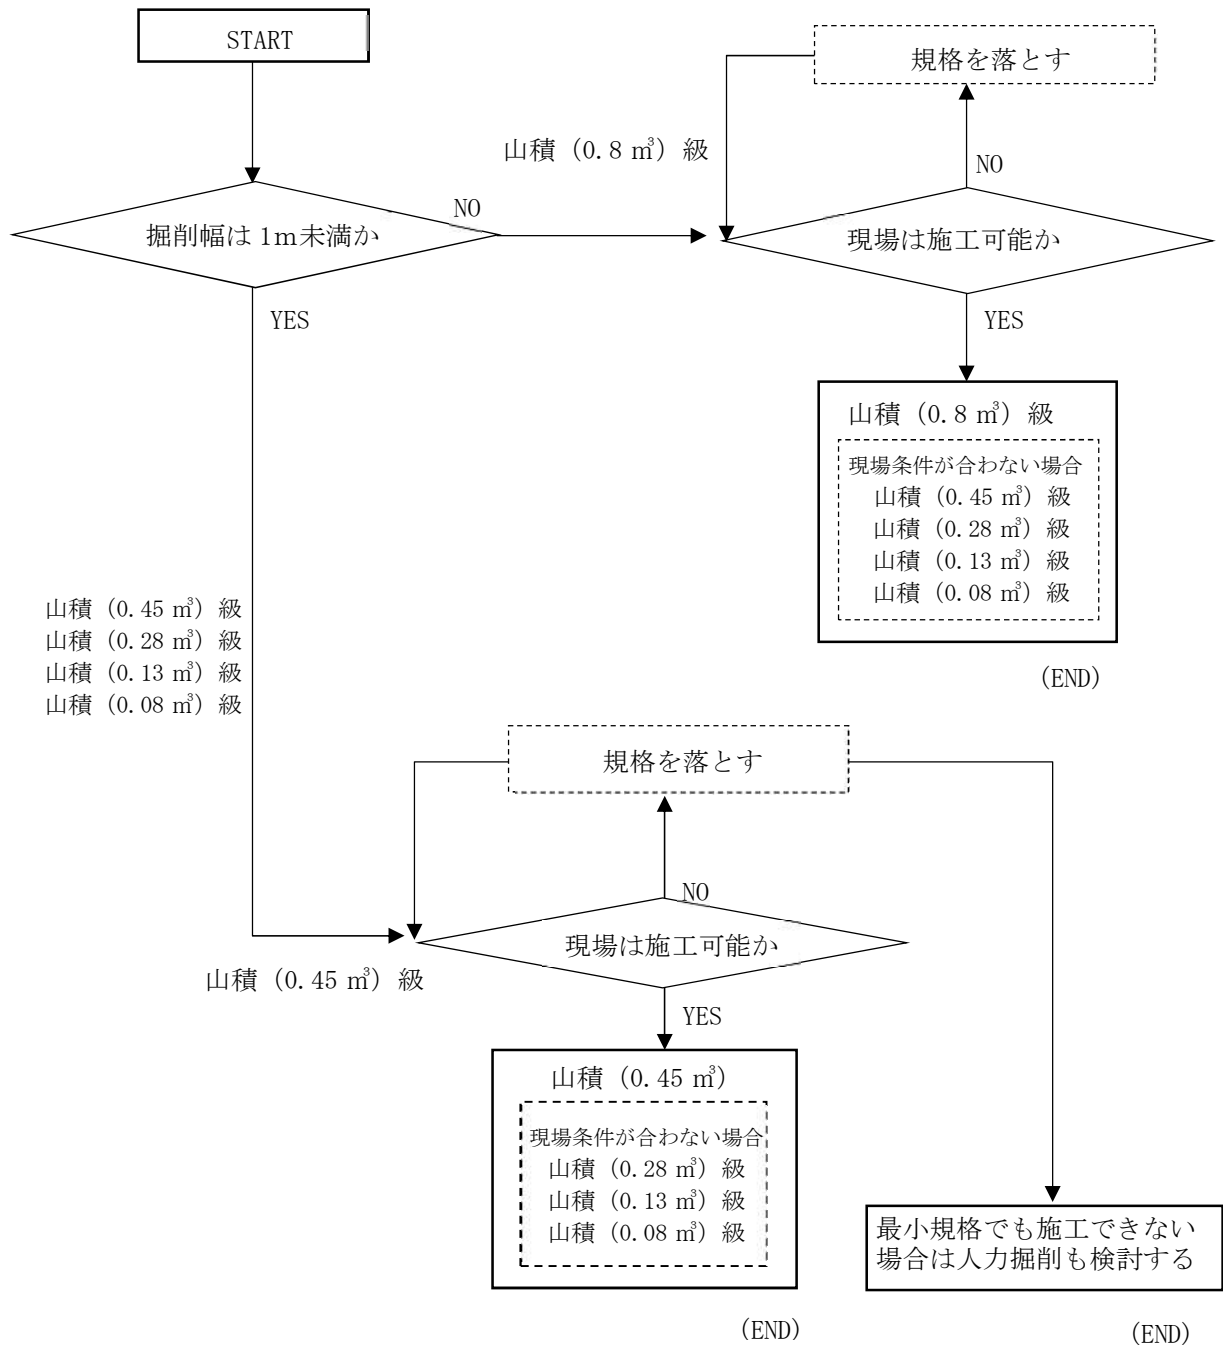 START
規格を落とす
山積（0.8 ㎥）級
NO
NO
掘削幅は 1ｍ未満か
現場は施工可能か
YES
YES
山積（0.8 ㎥）級
現場条件が合わない場合
山積（0.45 ㎥）級
山積（0.28 ㎥）級
山積（0.13 ㎥）級
山積（0.08 ㎥）級
(END)
山積（0.45 ㎥）級
山積（0.28 ㎥）級
山積（0.13 ㎥）級
山積（0.08 ㎥）級
規格を落とす
NO
現場は施工可能か
山積（0.45 ㎥）級
YES
山積（0.45 ㎥）
現場条件が合わない場合
山積（0.28 ㎥）級
山積（0.13 ㎥）級
山積（0.08 ㎥）級
(END)
最小規格でも施工できない
場合は人力掘削も検討する
(END)